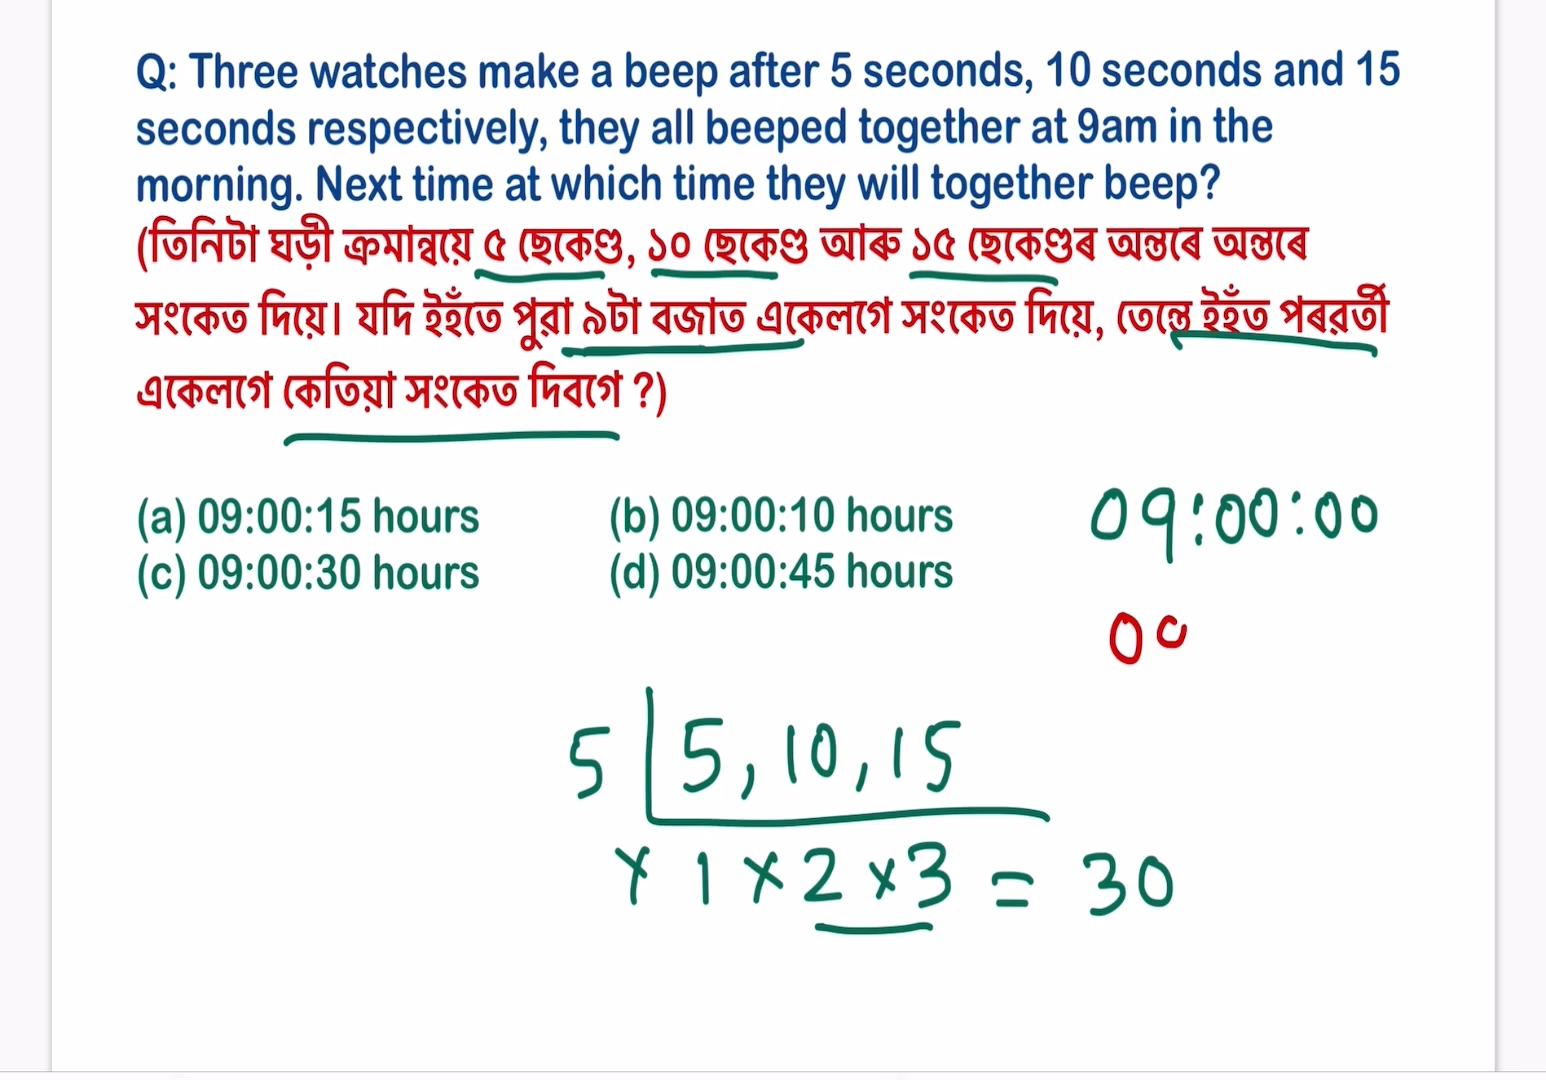 Q: Three watches make a beep after 5 seconds, 10 seconds and 15
seconds respectively, they all beeped together at 9am in the
morning. Next time at which time they will together beep?
(তিনিটা ঘড়ী ক্ৰমান্বয়ে ৫ ছেকেণ্ড, ১০ ছেকেণ্ড আৰু ১৫ ছেকেণ্ডৰ অন্তৰে অন্তৰে
সংকেত দিয়ে। যদি ইহঁতে পুৱা ৯টা বজাত একেলগে সংকেত দিয়ে, তেন্তে ইহঁত পৰৱৰ্তী
একেলগে কেতিয়া সংকেত দিবগে ?)
(a) 09:00:15 hours (b) 09:00:10 hours
(c) 09:00:30 hours (d) 09:00:45 hours
09:00:00
00
5 5, 10, 15
× 1 × 2 × 3 = 30